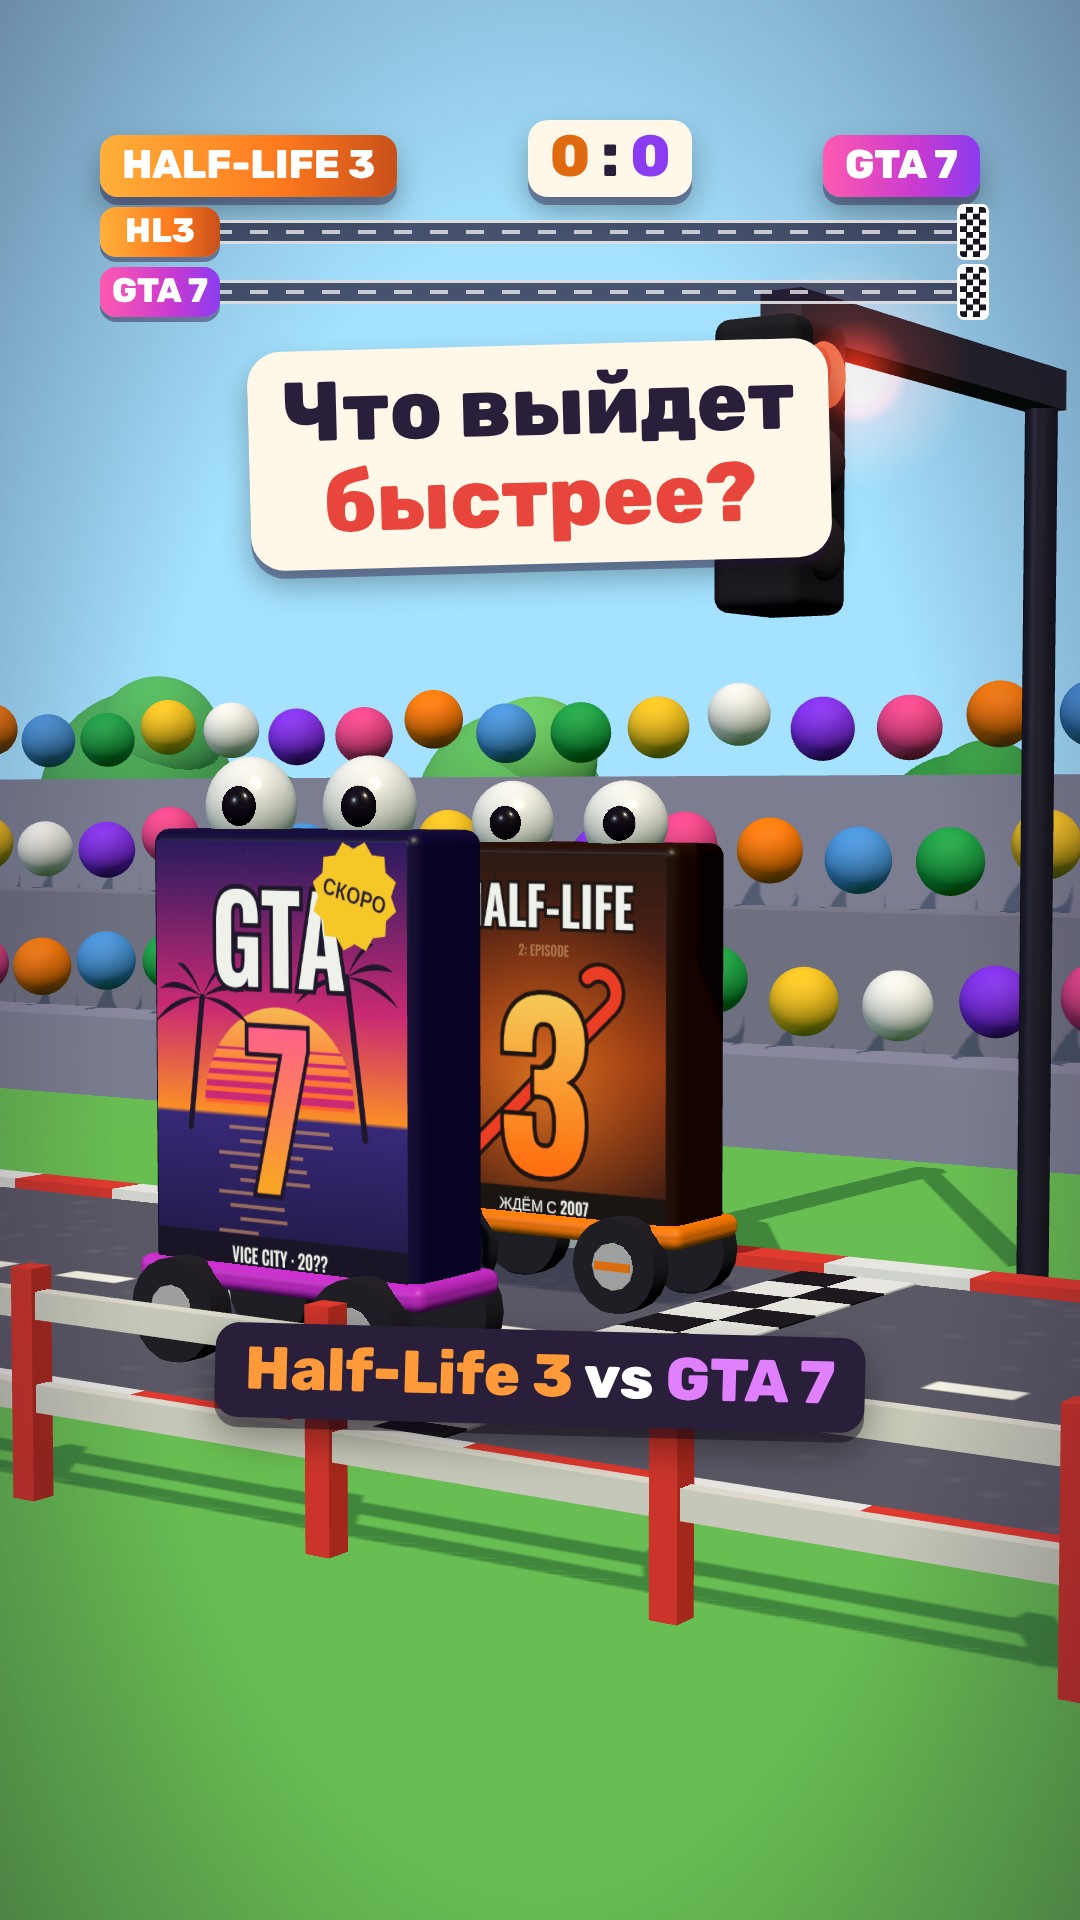 HALF-LIFE 3
0 : 0
GTA 7
HL3
GTA 7
Что выйдет
быстрее?
СКОРО
GTA
7
VICE CITY · 20??
HALF-LIFE
2: EPISODE
3
ЖДЁМ С 2007
Half-Life 3 vs GTA 7